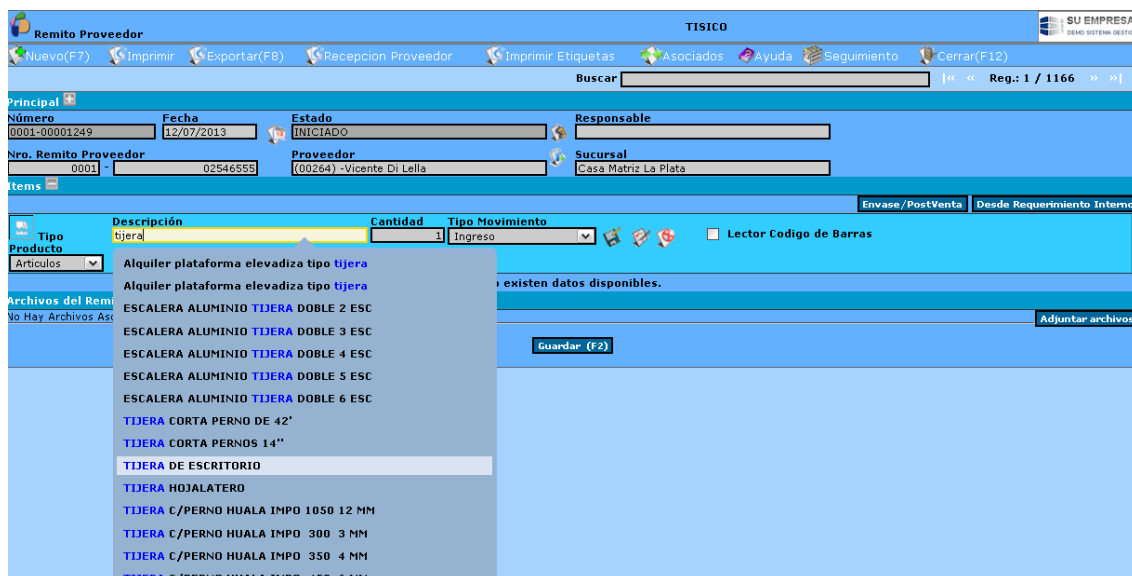 Remito Proveedor
TISICO
SU EMPRESA
DEMO SISTEMA GESTIO
Nuevo(F7) Imprimir Exportar(F8) Recepcion Proveedor Imprimir Etiquetas Asociados Ayuda Seguimiento Cerrar(F12)
Buscar |« « Reg.: 1 / 1166 » »|
Principal
Número Fecha Estado Responsable
0001-00001249 12/07/2013 INICIADO
Nro. Remito Proveedor Proveedor Sucursal
0001 - 02546555 (00264) -Vicente Di Lella Casa Matriz La Plata
Items
Envase/PostVenta Desde Requerimiento Interno
Tipo Producto Descripción Cantidad Tipo Movimiento
Articulos tijera 1 Ingreso Lector Codigo de Barras
existen datos disponibles.
Alquiler plataforma elevadiza tipo tijera
Alquiler plataforma elevadiza tipo tijera
ESCALERA ALUMINIO TIJERA DOBLE 2 ESC
ESCALERA ALUMINIO TIJERA DOBLE 3 ESC
ESCALERA ALUMINIO TIJERA DOBLE 4 ESC
ESCALERA ALUMINIO TIJERA DOBLE 5 ESC
ESCALERA ALUMINIO TIJERA DOBLE 6 ESC
TIJERA CORTA PERNO DE 42'
TIJERA CORTA PERNOS 14''
TIJERA DE ESCRITORIO
TIJERA HOJALATERO
TIJERA C/PERNO HUALA IMPO 1050 12 MM
TIJERA C/PERNO HUALA IMPO 300 3 MM
TIJERA C/PERNO HUALA IMPO 350 4 MM
Archivos del Remi
No Hay Archivos Aso
Adjuntar archivos
Guardar (F2)